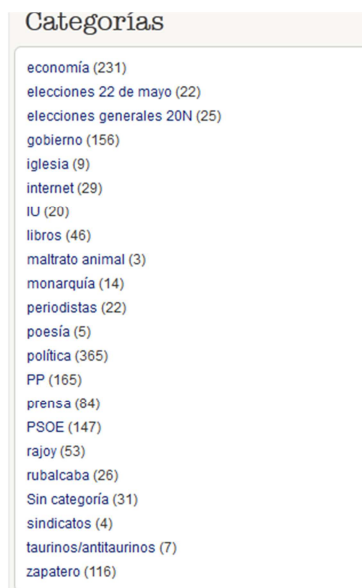 Categorías
economía (231)
elecciones 22 de mayo (22)
elecciones generales 20N (25)
gobierno (156)
iglesia (9)
internet (29)
IU (20)
libros (46)
maltrato animal (3)
monarquía (14)
periodistas (22)
poesía (5)
política (365)
PP (165)
prensa (84)
PSOE (147)
rajoy (53)
rubalcaba (26)
Sin categoría (31)
sindicatos (4)
taurinos/antitaurinos (7)
zapatero (116)